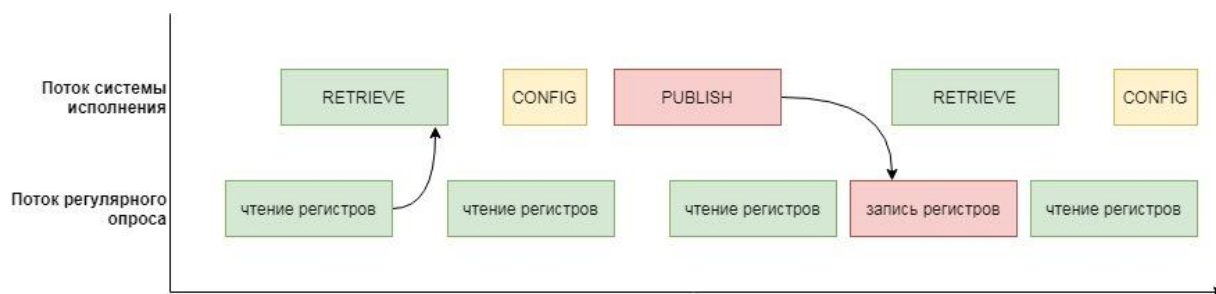 Поток системы
исполнения
RETRIEVE
CONFIG
PUBLISH
RETRIEVE
CONFIG
Поток регулярного
опроса
чтение регистров
чтение регистров
чтение регистров
запись регистров
чтение регистров